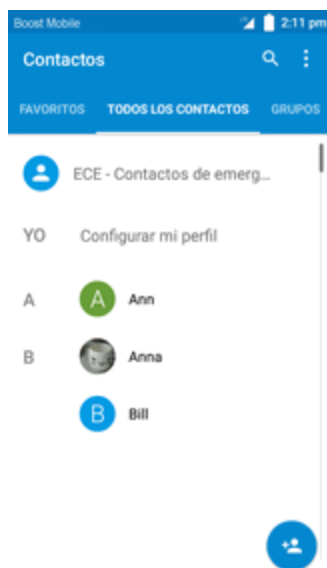 Boost Mobile 2:11 pm
Contactos
FAVORITOS TODOS LOS CONTACTOS GRUPOS
ECE - Contactos de emerg...
YO Configurar mi perfil
A A Ann
B Anna
B Bill